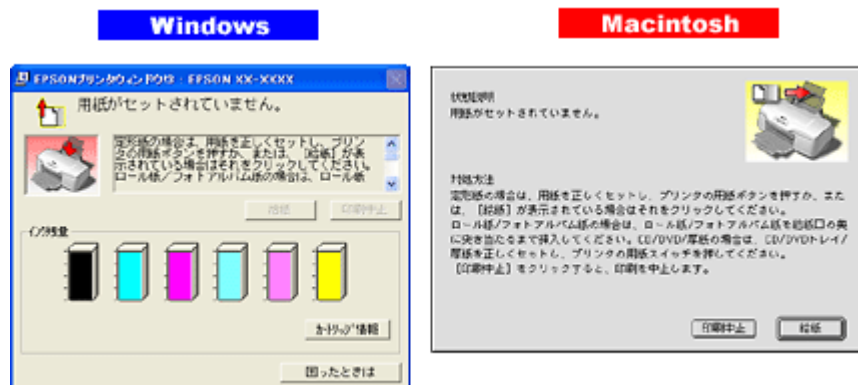 Windows
Macintosh
EPSONプリンタウィンドウ3 : EPSON XX-XXXX
用紙がセットされていません。
定形紙の場合は、用紙を正しくセットし、プリン
タの用紙ボタンを押すか、または、[給紙] が表
示されている場合はそれをクリックしてください。
ロール紙/フォトアルバム紙の場合は、ロール紙
給紙
印刷中止
インク残量
カートリッジ情報
困ったときは
状態説明
用紙がセットされていません。
対処方法
定形紙の場合は、用紙を正しくセットし、プリンタの用紙ボタンを押すか、また
は、[給紙] が表示されている場合はそれをクリックしてください。
ロール紙/フォトアルバム紙の場合は、ロール紙/フォトアルバム紙を給紙口の奥
に突き当たるまで挿入してください。CD/DVD/厚紙の場合は、CD/DVDトレイ/
厚紙を正しくセットし、プリンタの用紙スイッチを押してください。
[印刷中止] をクリックすると、印刷を中止します。
印刷中止
給紙